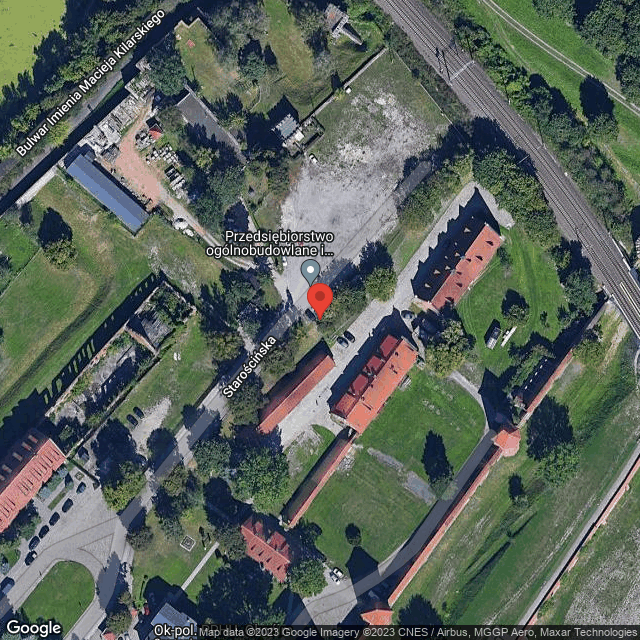 Bulwar Imienia Macieja Kilarskiego
Przedsiębiorstwo
ogólnobudowlane i...
Starościńska
Ok-pol.
Google
Map data ©2023 Google Imagery ©2023 CNES / Airbus, MGGP Aero, Maxar Technologies